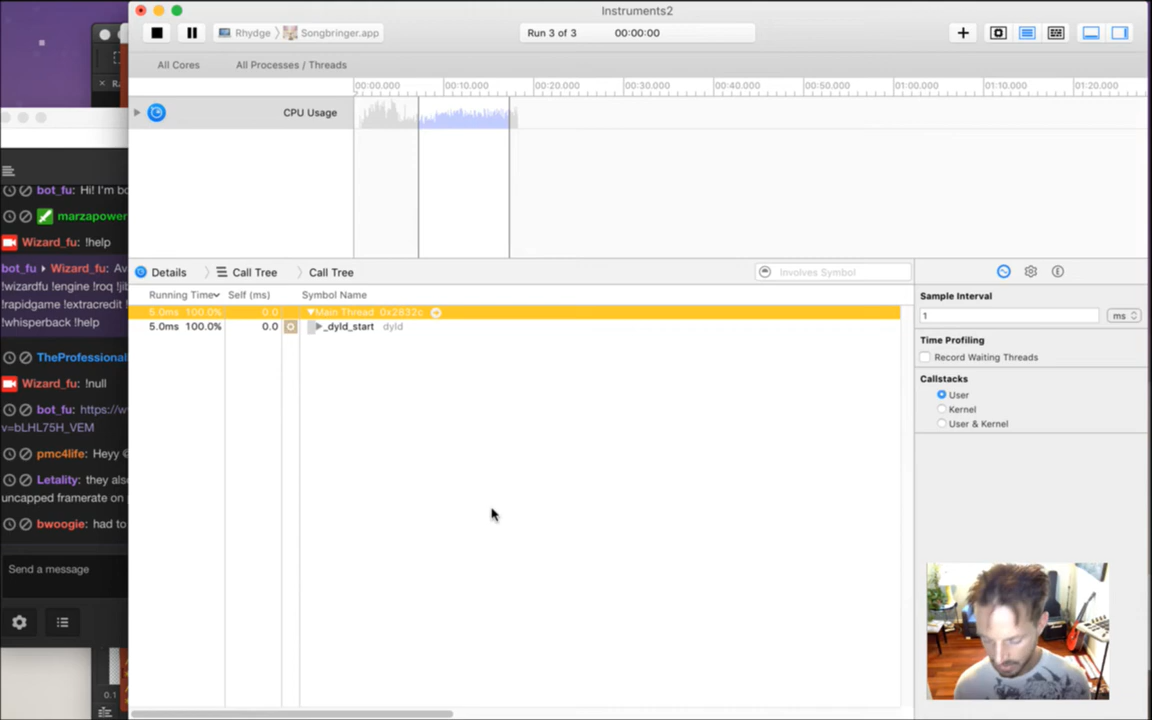 Instruments2
Rhydge
Songbringer.app
Run 3 of 3
00:00:00
All Cores
All Processes / Threads
00:00.000
00:10.000
00:20.000
00:30.000
00:40.000
00:50.000
01:00.000
01:10.000
01:20.000
CPU Usage
bot_fu: Hi! I'm bo
marzapower
Wizard_fu: !help
bot_fu Wizard_fu: Av
!wizardfu !engine !roq !jib
!rapidgame !extracredit !
!whisperback !help
TheProfessional
Wizard_fu: !null
bot_fu: https://w
v=bLHL75H_VEM
pmc4life: Heyy
Letality: they also
uncapped framerate on
bwoogie: had to
Send a message
0.1
Details
Call Tree
Call Tree
Involves Symbol
Running Time
Self (ms)
Symbol Name
5.0ms 100.0%
0.0
Main Thread 0x2832c
5.0ms 100.0%
0.0
_dyld_start dyld
Sample Interval
1
ms
Time Profiling
Record Waiting Threads
Callstacks
User
Kernel
User & Kernel